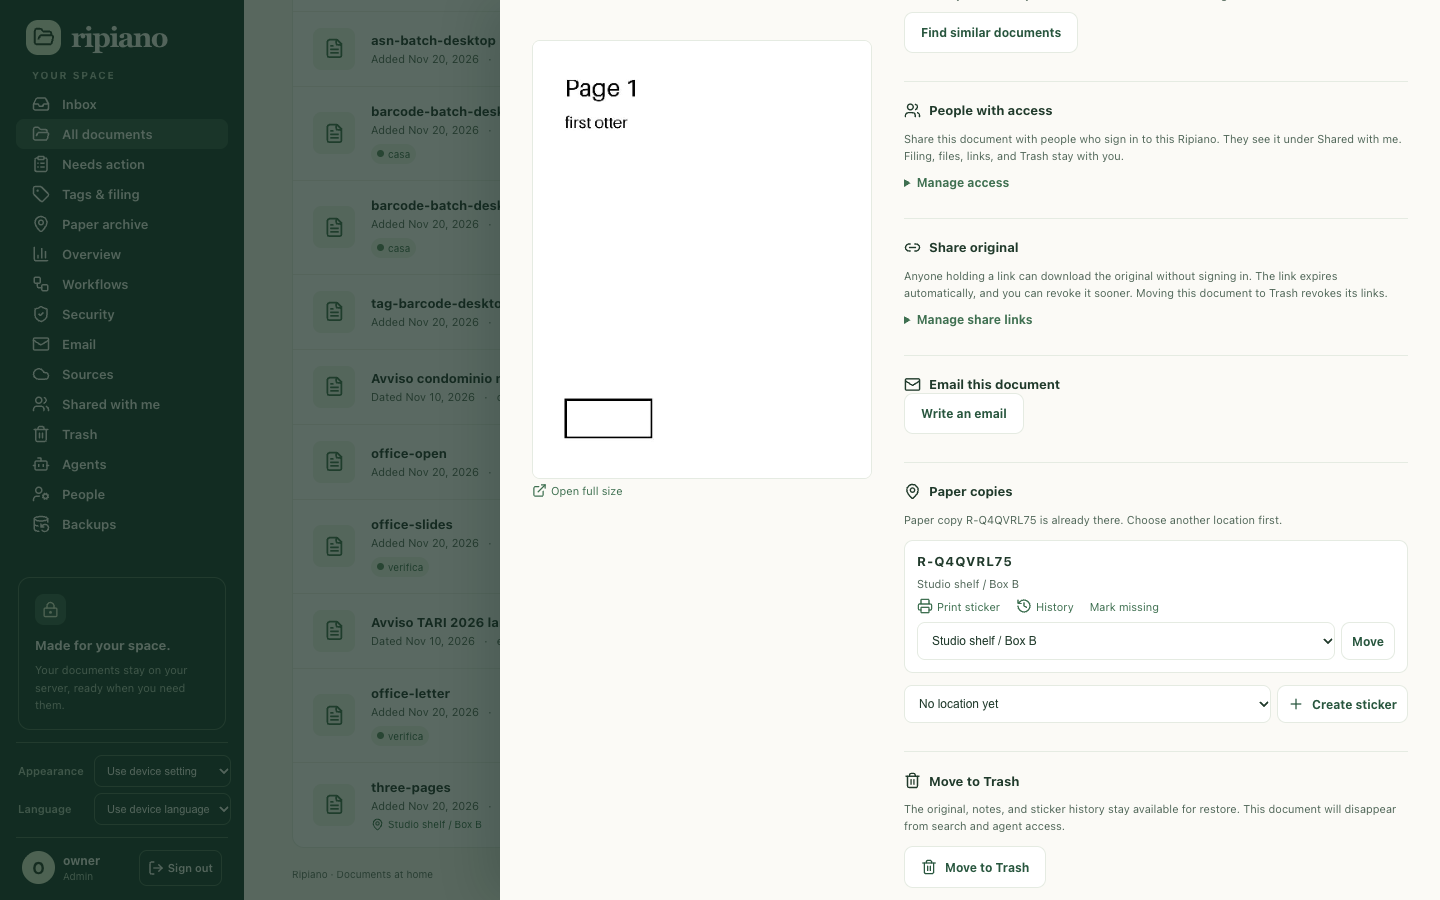 ripiano
YOUR SPACE
Inbox
All documents
Needs action
Tags & filing
Paper archive
Overview
Workflows
Security
Email
Sources
Shared with me
Trash
Agents
People
Backups
Made for your space.
Your documents stay on your
server, ready when you need
them.
Appearance
Use device setting
Language
Use device language
O
owner
Admin
Sign out
asn-batch-desktop
Added Nov 20, 2026 ·
Added Nov 20, 2026 ·
casa
Added Nov 20, 2026 ·
casa
Added Nov 20, 2026 ·
Avviso condominio
Dated Nov 10, 2026 ·
office-open
Added Nov 20, 2026 ·
office-slides
Added Nov 20, 2026 ·
verifica
Avviso TARI 2026
Dated Nov 10, 2026 ·
office-letter
Added Nov 20, 2026 ·
verifica
three-pages
Added Nov 20, 2026 ·
Studio shelf / Box B
Ripiano · Documents at home
Page 1
first otter
Open full size
Find similar documents
People with access
Share this document with people who sign in to this Ripiano. They see it under Shared with me.
Filing, files, links, and Trash stay with you.
Manage access
Share original
Anyone holding a link can download the original without signing in. The link expires
automatically, and you can revoke it sooner. Moving this document to Trash revokes its links.
Manage share links
Email this document
Write an email
Paper copies
Paper copy R-Q4QVRL75 is already there. Choose another location first.
R-Q4QVRL75
Studio shelf / Box B
Print sticker
History
Mark missing
Studio shelf / Box B
Move
No location yet
Create sticker
Move to Trash
The original, notes, and sticker history stay available for restore. This document will disappear
from search and agent access.
Move to Trash